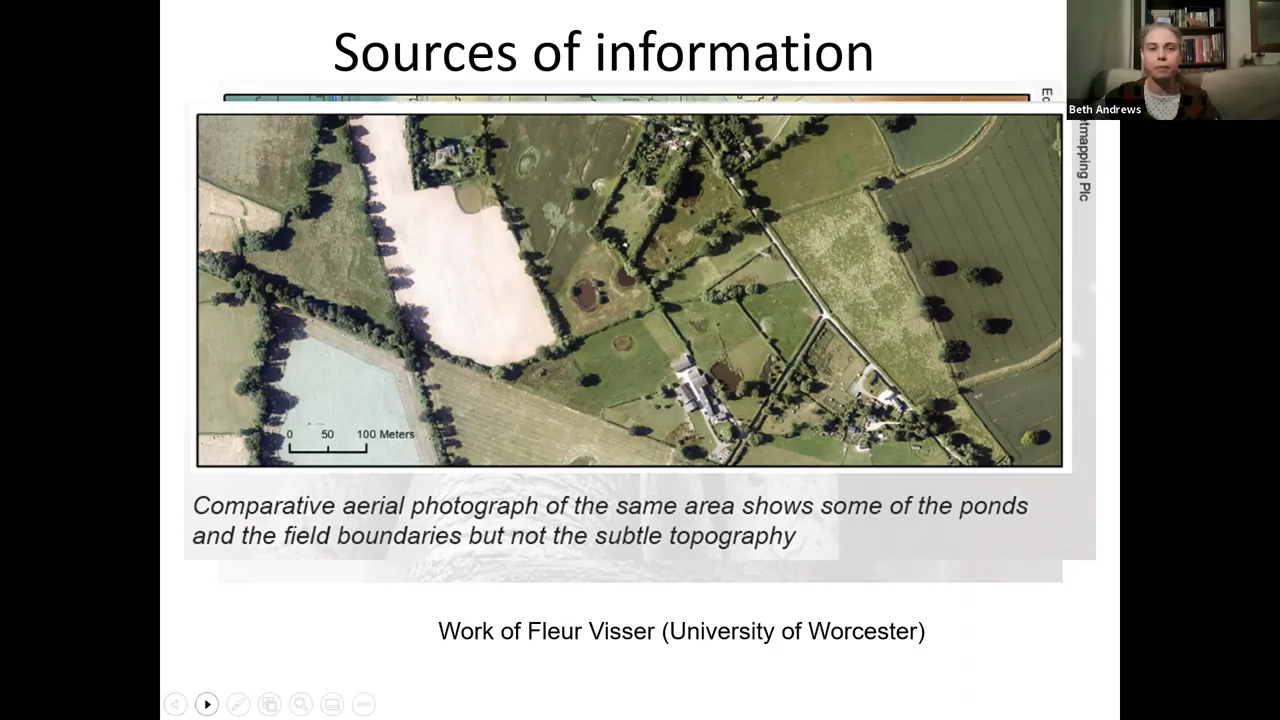 Sources of information
Beth Andrews
etmapping Plc
0 50 100 Meters
Comparative aerial photograph of the same area shows some of the ponds
and the field boundaries but not the subtle topography
Work of Fleur Visser (University of Worcester)